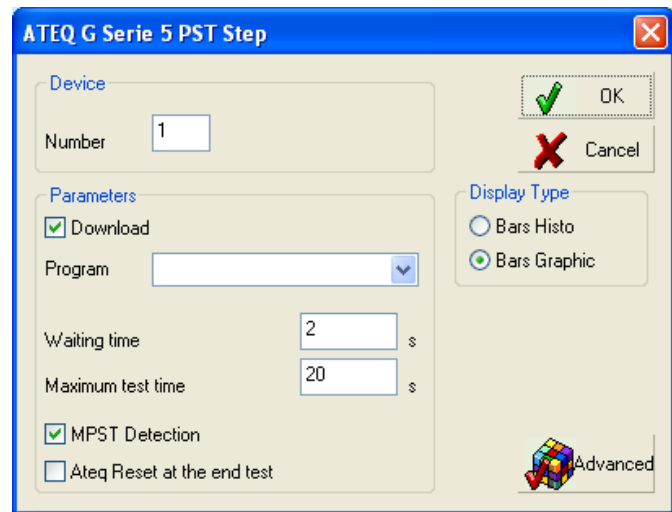 ATEQ G Serie 5 PST Step
Device
Number 1
OK
Cancel
Parameters
Download
Program
Waiting time 2 s
Maximum test time 20 s
MPST Detection
Ateq Reset at the end test
Display Type
Bars Histo
Bars Graphic
Advanced